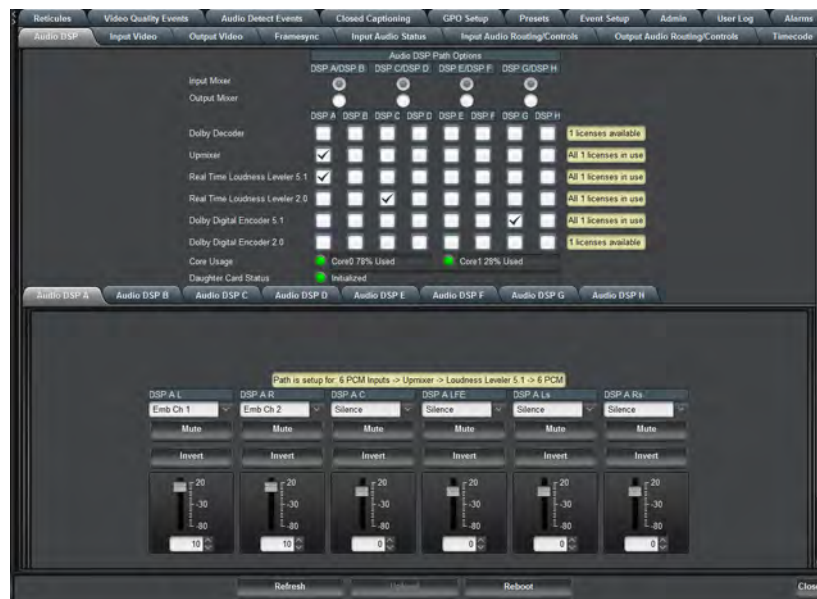 Reticules Video Quality Events Audio Detect Events Closed Captioning GPO Setup Presets Event Setup Admin User Log Alarms
Audio DSP Input Video Output Video Framesync Input Audio Status Input Audio Routing/Controls Output Audio Routing/Controls Timecode
Audio DSP Path Options
DSP A/DSP B DSP C/DSP D DSP E/DSP F DSP G/DSP H
Input Mixer
Output Mixer
DSP A DSP B DSP C DSP D DSP E DSP F DSP G DSP H
Dolby Decoder 1 licenses available
Upmixer All 1 licenses in use
Real Time Loudness Leveler 5.1 All 1 licenses in use
Real Time Loudness Leveler 2.0 All 1 licenses in use
Dolby Digital Encoder 5.1 All 1 licenses in use
Dolby Digital Encoder 2.0 1 licenses available
Core Usage Core0 78% Used Core1 29% Used
Daughter Card Status Initialized
Audio DSP A Audio DSP B Audio DSP C Audio DSP D Audio DSP E Audio DSP F Audio DSP G Audio DSP H
Path is setup for: 6 PCM Inputs -> Upmixer -> Loudness Leveler 5.1 -> 6 PCM
DSP A L DSP A R DSP A C DSP A LFE DSP A Ls DSP A Rs
Emb Ch 1 Emb Ch 2 Silence Silence Silence Silence
Mute Mute Mute Mute Mute Mute
Invert Invert Invert Invert Invert Invert
20 20 20 20 20 20
-30 -30 -30 -30 -30 -30
-80 -80 -80 -80 -80 -80
10 10 0 0 0 0
Refresh Upload Reboot Close